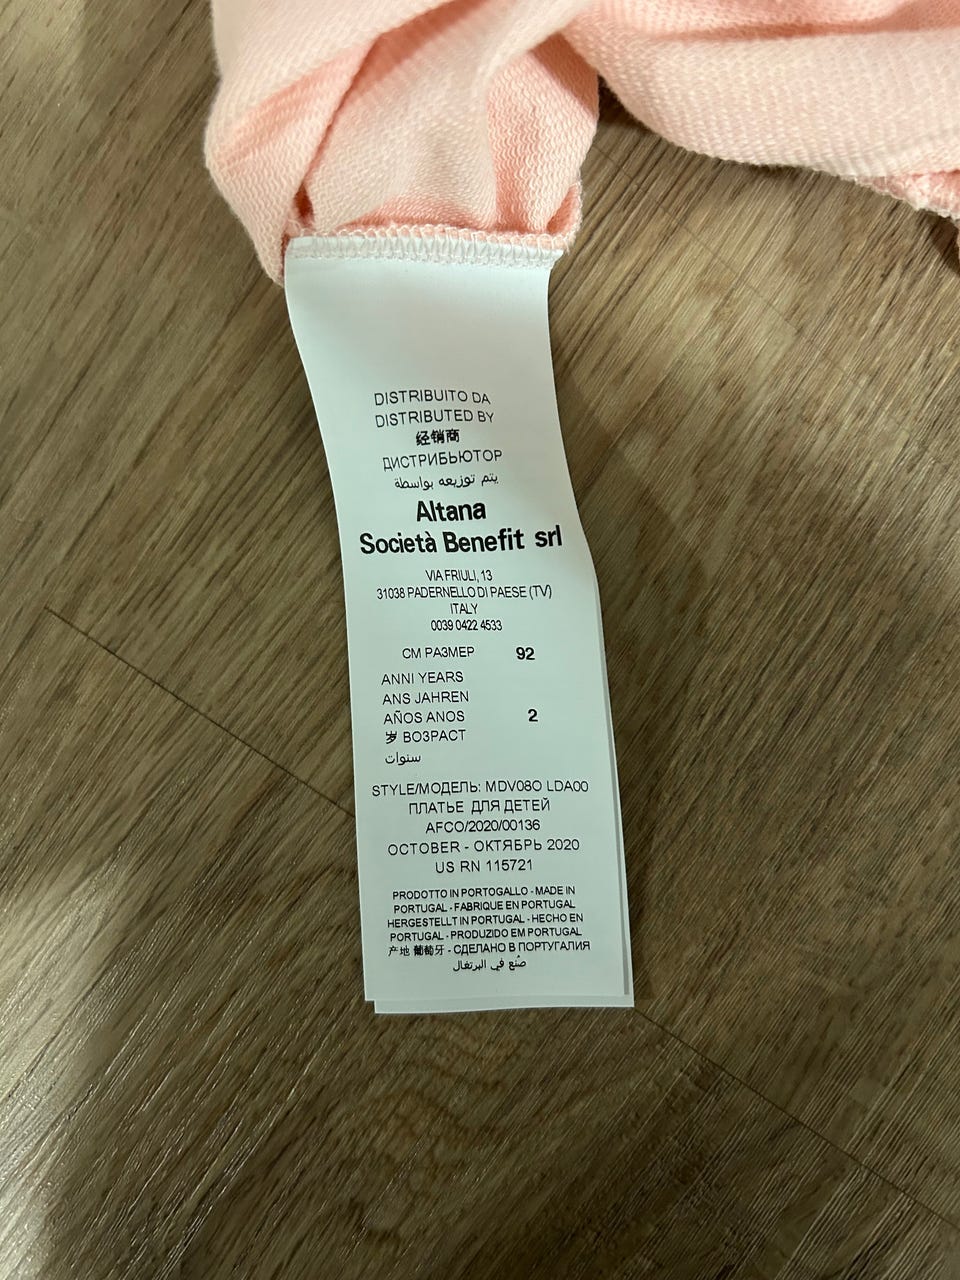 DISTRIBUITO DA
DISTRIBUTED BY
经销商
ДИСТРИБЬЮТОР
يتم توزيعه بواسطة
Altana
Società Benefit srl
VIA FRIULI, 13
31038 PADERNELLO DI PAESE (TV)
ITALY
0039 0422 4533
CM PA3MEP 92
ANNI YEARS
ANS JAHREN
AÑOS ANOS 2
岁 BO3PACT
سنوات
STYLE/МОДЕЛЬ: MDV08O LDA00
ПЛАТЬЕ ДЛЯ ДЕТЕЙ
AFCO/2020/00136
OCTOBER - ОКТЯБРЬ 2020
US RN 115721
PRODOTTO IN PORTOGALLO - MADE IN
PORTUGAL - FABRIQUE EN PORTUGAL
HERGESTELLT IN PORTUGAL - HECHO EN
PORTUGAL - PRODUZIDO EM PORTUGAL
产地 葡萄牙 - СДЕЛАНО В ПОРТУГАЛИЯ
صُنع في البرتغال